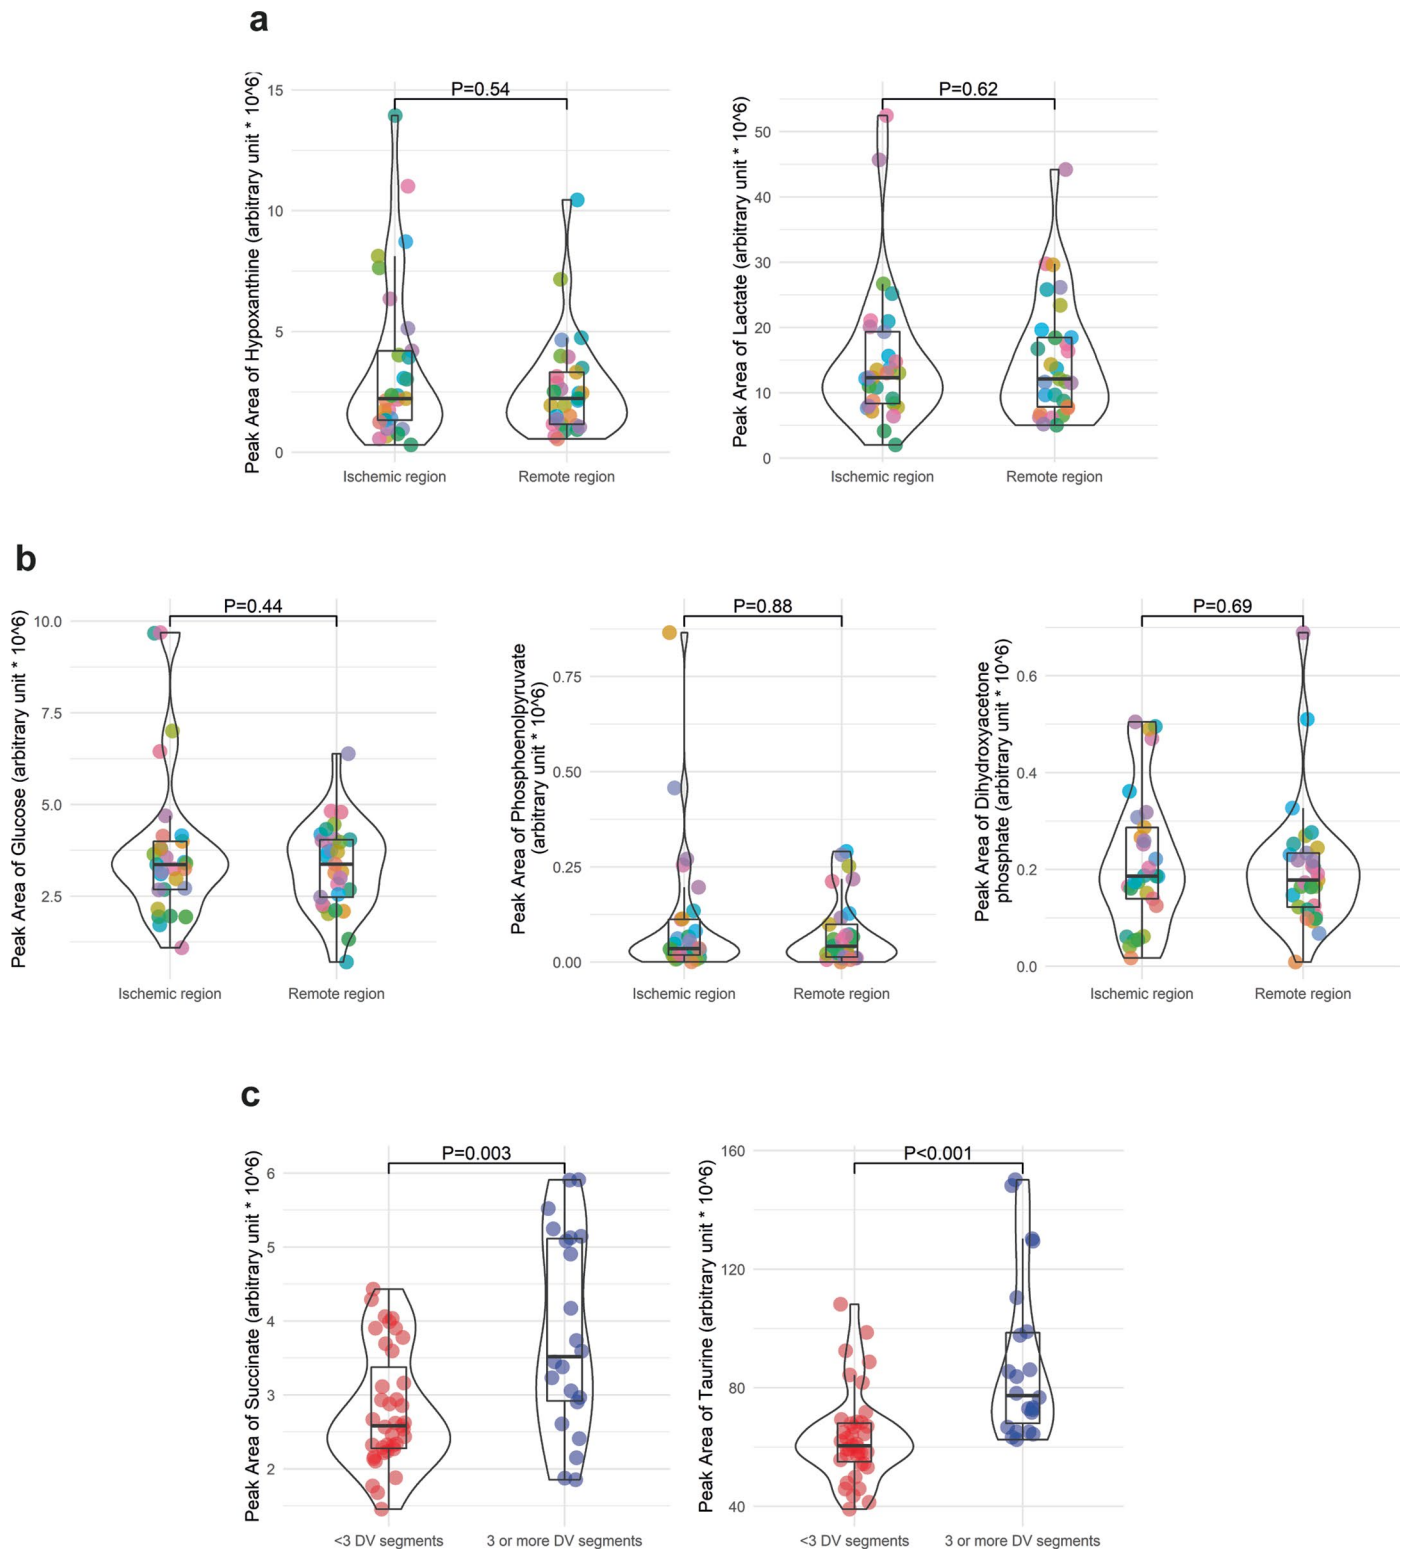 a
Peak Area of Hypoxanthine (arbitrary unit * 10^6)
15
10
5
0
P=0.54
Ischemic region
Remote region
Peak Area of Lactate (arbitrary unit * 10^6)
50
40
30
20
10
0
P=0.62
Ischemic region
Remote region
b
Peak Area of Glucose (arbitrary unit * 10^6)
10.0
7.5
5.0
2.5
P=0.44
Ischemic region
Remote region
Peak Area of Phosphoenolpyruvate
(arbitrary unit * 10^6)
0.75
0.50
0.25
0.00
P=0.88
Ischemic region
Remote region
Peak Area of Dihydroxyacetone
phosphate (arbitrary unit * 10^6)
0.6
0.4
0.2
0.0
P=0.69
Ischemic region
Remote region
c
Peak Area of Succinate (arbitrary unit * 10^6)
6
5
4
3
2
P=0.003
<3 DV segments
3 or more DV segments
Peak Area of Taurine (arbitrary unit * 10^6)
160
120
80
40
P<0.001
<3 DV segments
3 or more DV segments